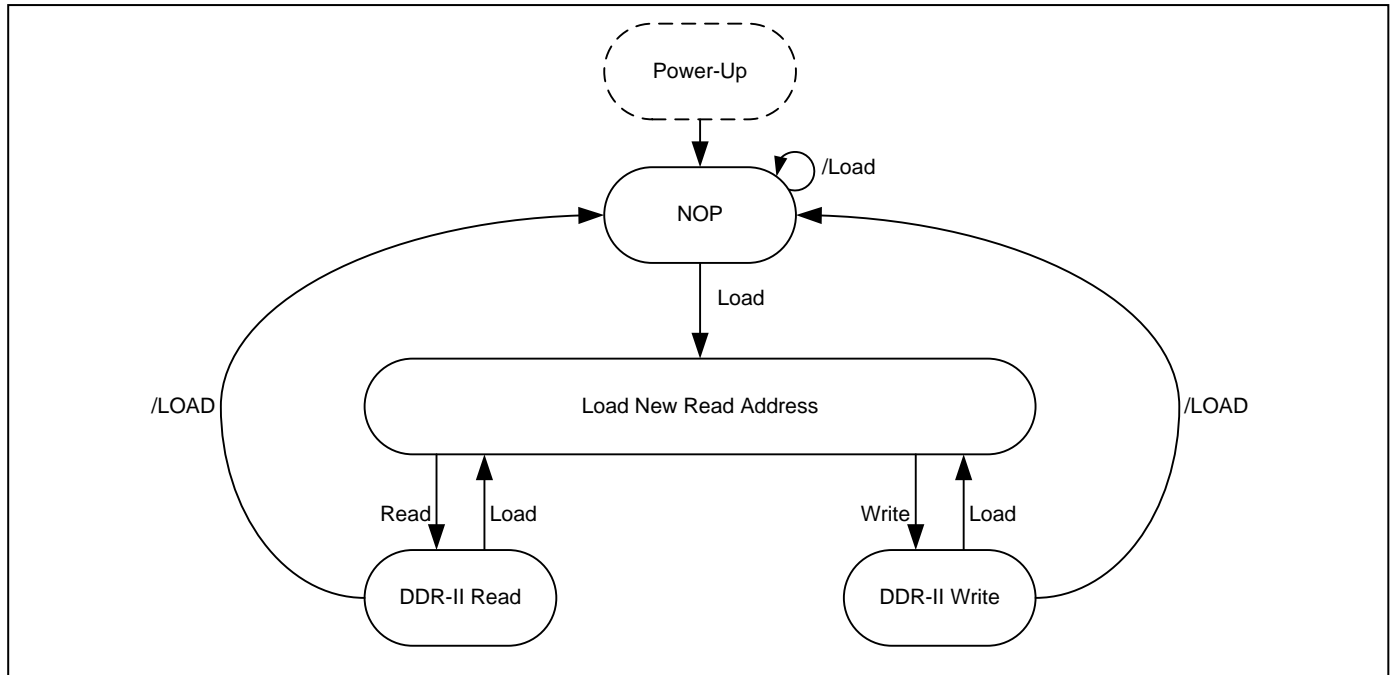 Power-Up
/Load
NOP
Load
/LOAD
Load New Read Address
/LOAD
Read
Load
Write
Load
DDR-II Read
DDR-II Write